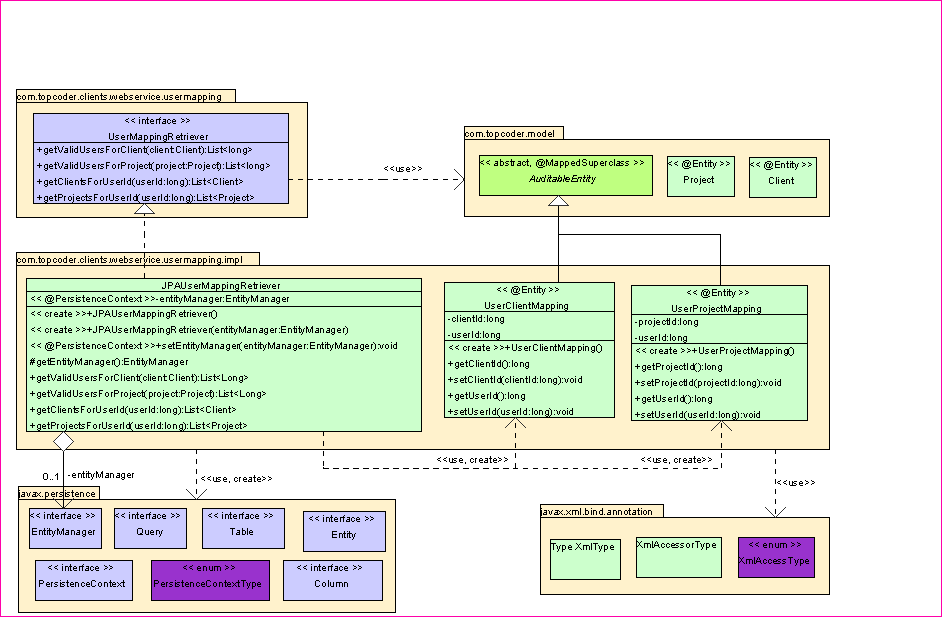 com.topcoder.clients.webservice.usermapping
<< interface >>
UserMappingRetriever
+getValidUsersForClient(client:Client):List<long>
+getValidUsersForProject(project:Project):List<long>
+getClientsForUserId(userId:long):List<Client>
+getProjectsForUserId(userId:long):List<Project>
<<use>>
com.topcoder.model
<< abstract, @MappedSuperclass >>
AuditableEntity
<< @Entity >>
Project
<< @Entity >>
Client
com.topcoder.clients.webservice.usermapping.impl
JPAUserMappingRetriever
<< @PersistenceContext >>-entityManager:EntityManager
<< create >>+JPAUserMappingRetriever()
<< create >>+JPAUserMappingRetriever(entityManager:EntityManager)
<< @PersistenceContext >>+setEntityManager(entityManager:EntityManager):void
#getEntityManager():EntityManager
+getValidUsersForClient(client:Client):List<Long>
+getValidUsersForProject(project:Project):List<Long>
+getClientsForUserId(userId:long):List<Client>
+getProjectsForUserId(userId:long):List<Project>
<< @Entity >>
UserClientMapping
-clientId:long
-userId:long
<< create >>+UserClientMapping()
+getClientId():long
+setClientId(clientId:long):void
+getUserId():long
+setUserId(userId:long):void
<< @Entity >>
UserProjectMapping
-projectId:long
-userId:long
<< create >>+UserProjectMapping()
+getProjectId():long
+setProjectId(projectId:long):void
+getUserId():long
+setUserId(userId:long):void
<<use, create>>
<<use, create>>
0..1
-entityManager
<<use, create>>
<<use>>
javax.persistence
<< interface >>
EntityManager
<< interface >>
Query
<< interface >>
Table
<< interface >>
Entity
<< interface >>
PersistenceContext
<< enum >>
PersistenceContextType
<< interface >>
Column
javax.xml.bind.annotation
Type XmlType
XmlAccessorType
<< enum >>
XmlAccessType